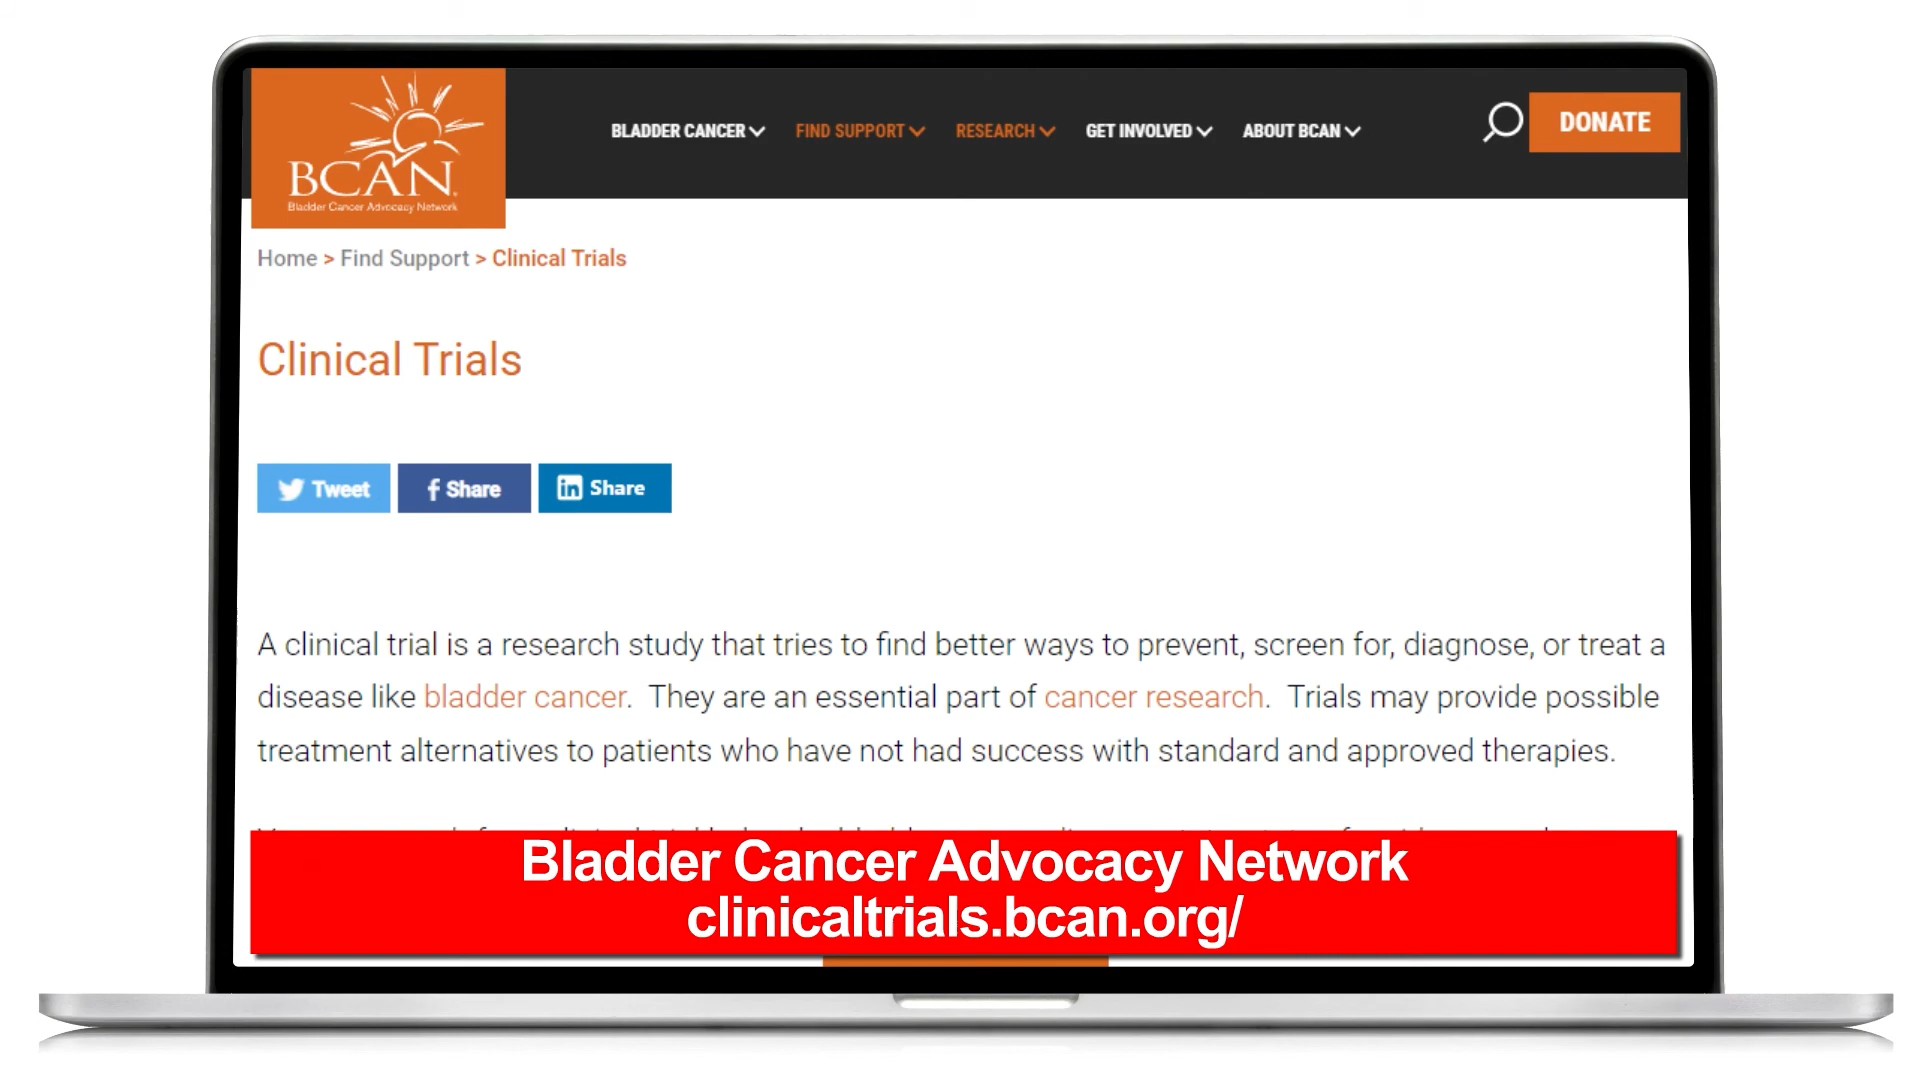 BCAN
Bladder Cancer Advocacy Network
BLADDER CANCER FIND SUPPORT RESEARCH GET INVOLVED ABOUT BCAN DONATE
Home > Find Support > Clinical Trials
Clinical Trials
Tweet Share Share
A clinical trial is a research study that tries to find better ways to prevent, screen for, diagnose, or treat a
disease like bladder cancer. They are an essential part of cancer research. Trials may provide possible
treatment alternatives to patients who have not had success with standard and approved therapies.
Bladder Cancer Advocacy Network
clinicaltrials.bcan.org/